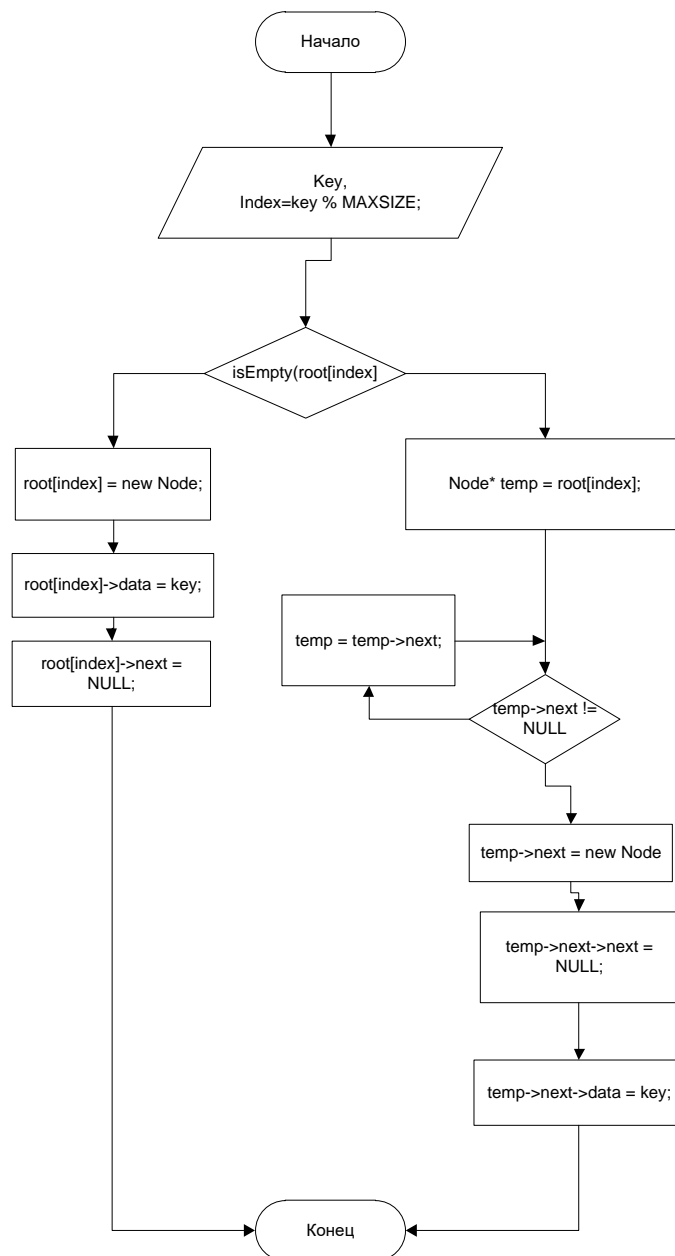 Начало
Key,
Index=key % MAXSIZE;
isEmpty(root[index]
root[index] = new Node;
Node* temp = root[index];
root[index]->data = key;
temp = temp->next;
root[index]->next =
NULL;
temp->next !=
NULL
temp->next = new Node
temp->next->next =
NULL;
temp->next->data = key;
Конец